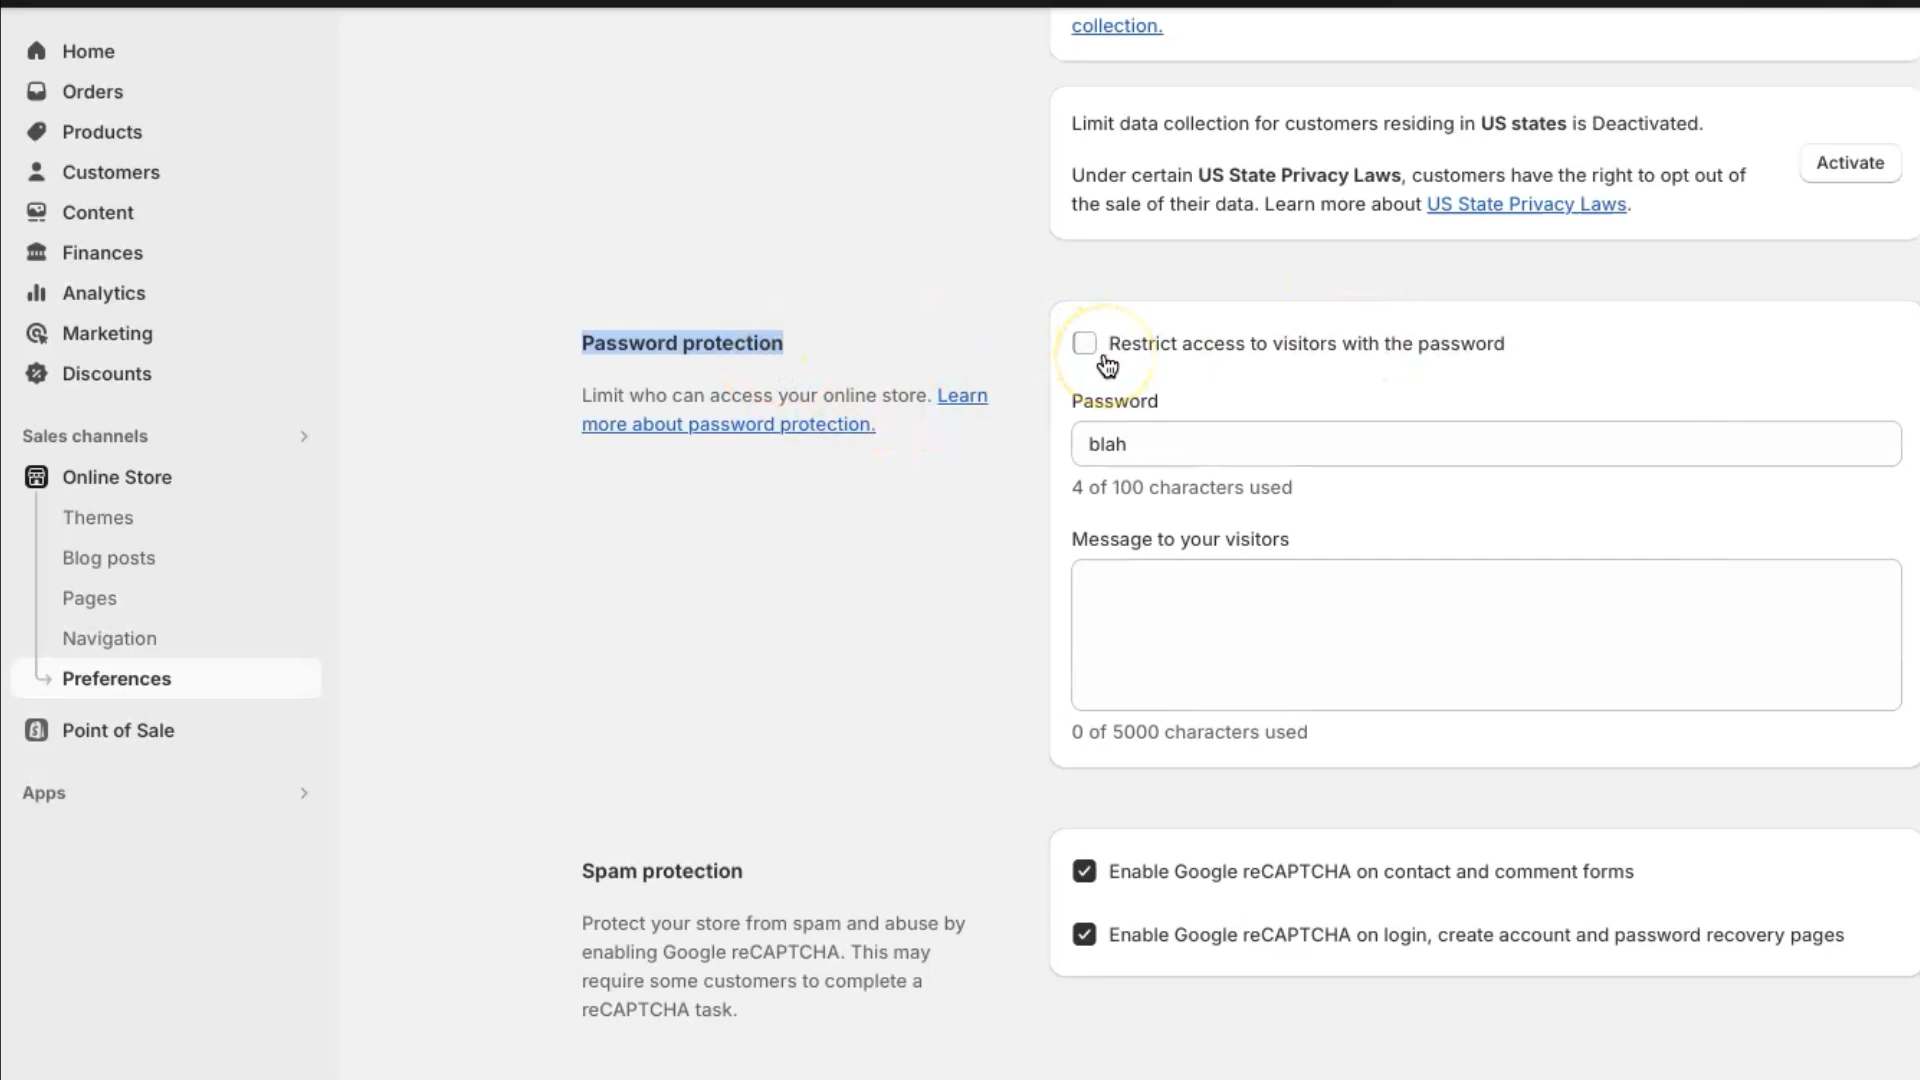 Home
Orders
Products
Customers
Content
Finances
Analytics
Marketing
Discounts
Sales channels
Online Store
Themes
Blog posts
Pages
Navigation
Preferences
Point of Sale
Apps
collection.
Limit data collection for customers residing in US states is Deactivated.
Under certain US State Privacy Laws, customers have the right to opt out of
the sale of their data. Learn more about US State Privacy Laws.
Activate
Password protection
Limit who can access your online store. Learn
more about password protection.
Restrict access to visitors with the password
Password
blah
4 of 100 characters used
Message to your visitors
0 of 5000 characters used
Spam protection
Protect your store from spam and abuse by
enabling Google reCAPTCHA. This may
require some customers to complete a
reCAPTCHA task.
Enable Google reCAPTCHA on contact and comment forms
Enable Google reCAPTCHA on login, create account and password recovery pages